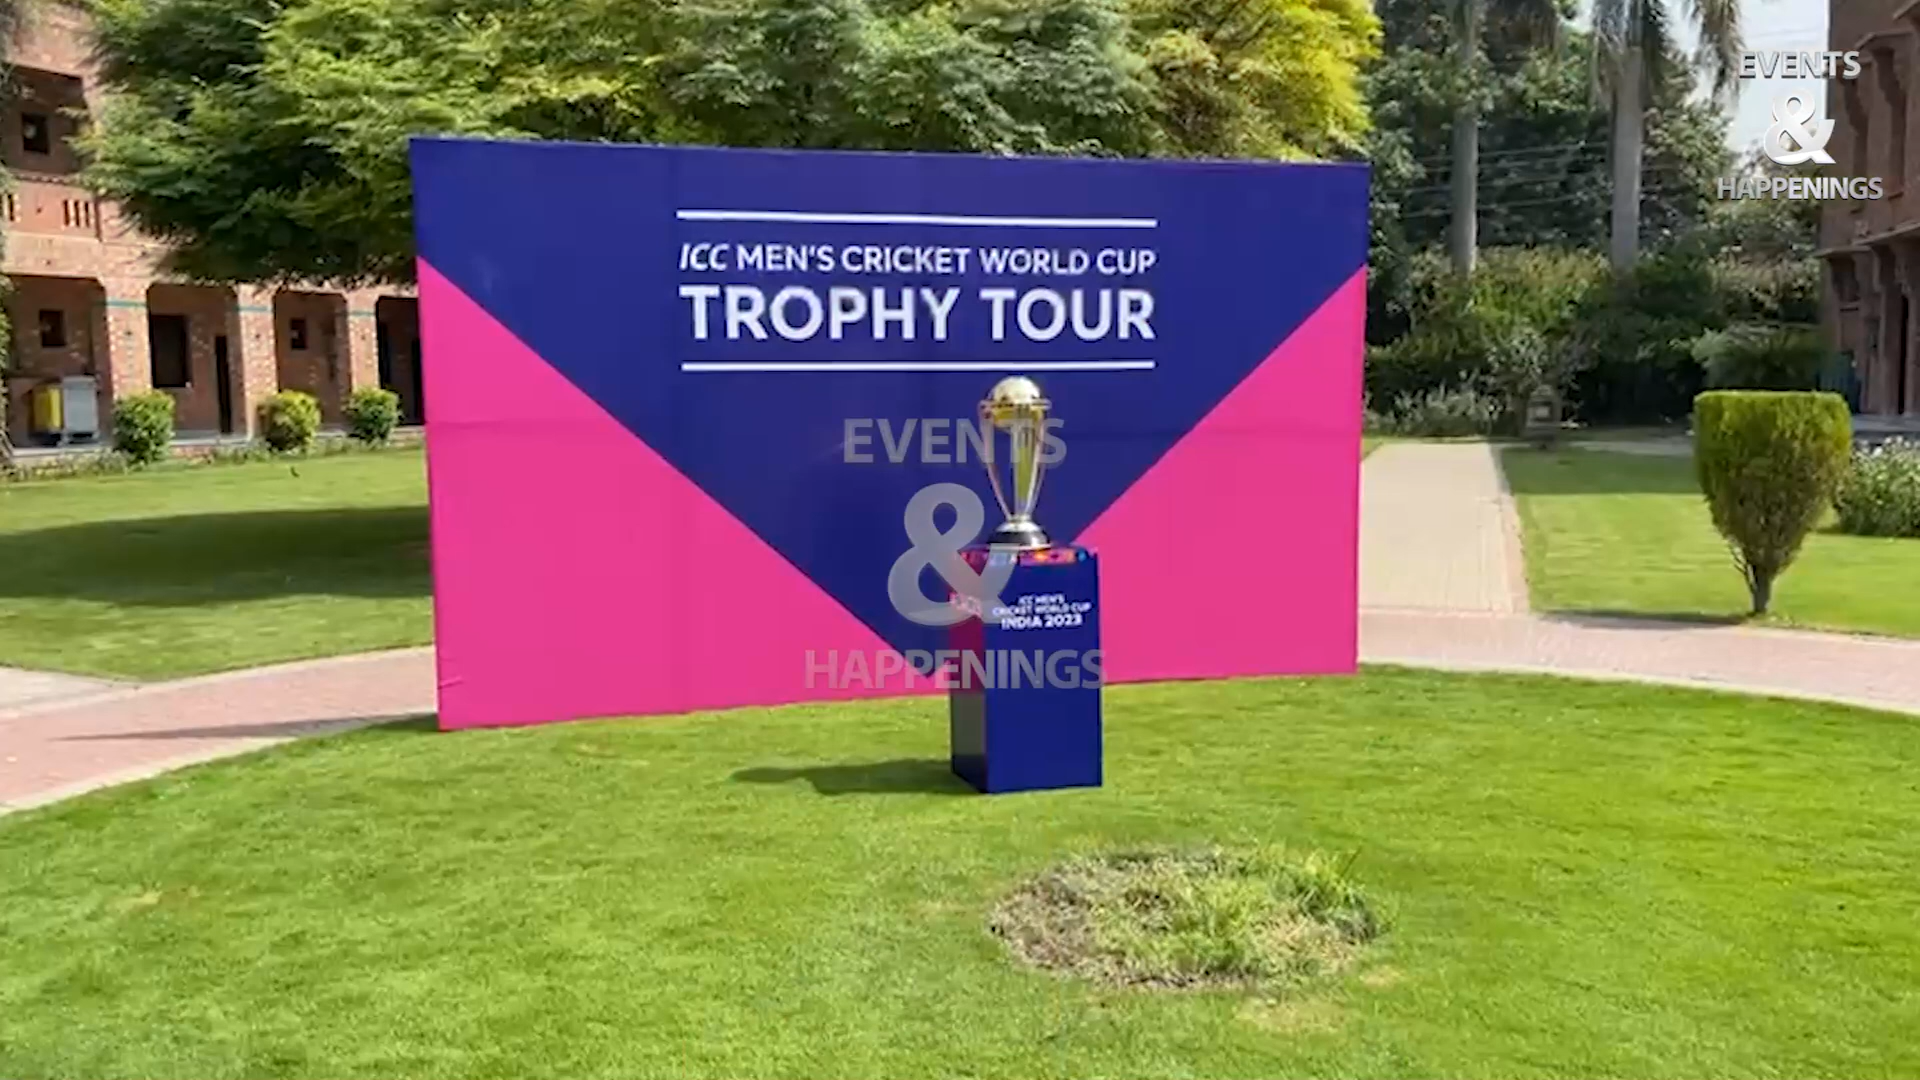 EVENTS
&
HAPPENINGS
ICC MEN'S CRICKET WORLD CUP
TROPHY TOUR
EVENTS
&
HAPPENINGS
ICC MEN'S
CRICKET WORLD CUP
INDIA 2023